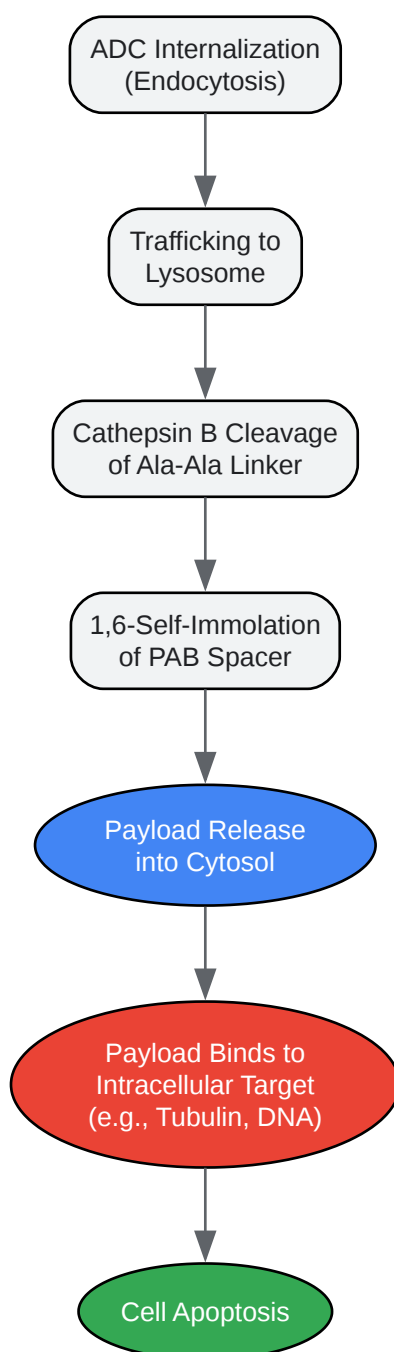 ADC Internalization
(Endocytosis)
Trafficking to
Lysosome
Cathepsin B Cleavage
of Ala-Ala Linker
1,6-Self-Immolation
of PAB Spacer
Payload Release
into Cytosol
Payload Binds to
Intracellular Target
(e.g., Tubulin, DNA)
Cell Apoptosis